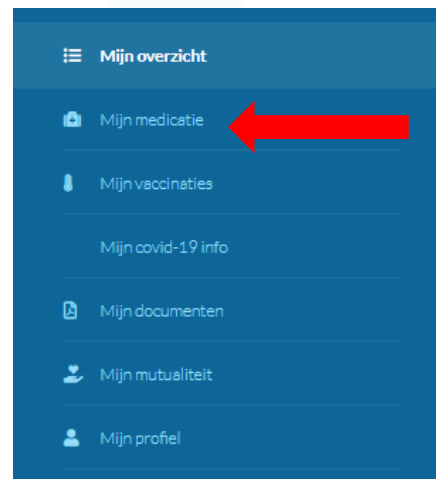 Mijn overzicht
Mijn medicatie
Mijn vaccinaties
Mijn covid-19 info
Mijn documenten
Mijn mutualiteit
Mijn profiel